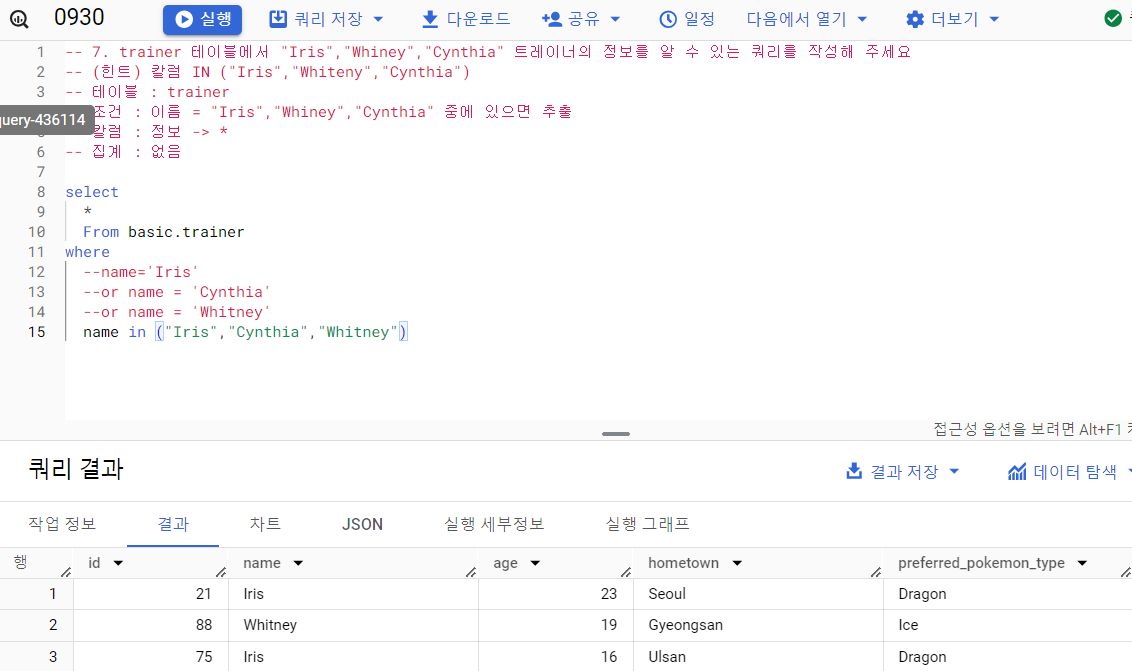 0930 실행 쿼리 저장 다운로드 공유 일정 다음에서 열기 더보기
1 -- 7. trainer 테이블에서 "Iris","Whiney","Cynthia" 트레이너의 정보를 알 수 있는 쿼리를 작성해 주세요
2 -- (힌트) 칼럼 IN ("Iris","Whiteny","Cynthia")
3 -- 테이블 : trainer
조건 : 이름 = "Iris","Whiney","Cynthia" 중에 있으면 추출
uery-436114
칼럼 : 정보 -> *
6 -- 집계 : 없음
7
8 select
9 *
10 From basic.trainer
11 where
12 --name='Iris'
13 --or name = 'Cynthia'
14 --or name = 'Whitney'
15 name in ("Iris","Cynthia","Whitney")
접근성 옵션을 보려면 Alt+F1
쿼리 결과 결과 저장 데이터 탐색
작업 정보 결과 차트 JSON 실행 세부정보 실행 그래프
행 id name age hometown preferred_pokemon_type
1 21 Iris 23 Seoul Dragon
2 88 Whitney 19 Gyeongsan Ice
3 75 Iris 16 Ulsan Dragon